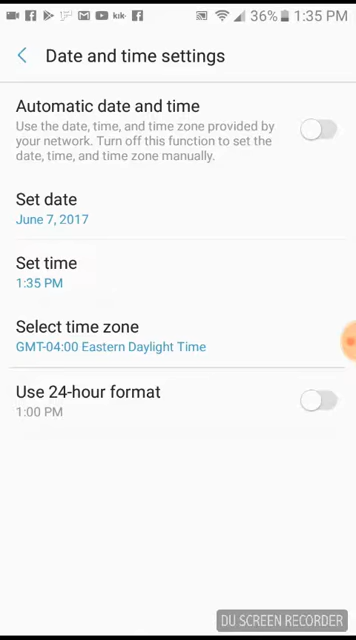 kik 36% 1:35 PM
Date and time settings
Automatic date and time
Use the date, time, and time zone provided by
your network. Turn off this function to set the
date, time, and time zone manually.
Set date
June 7, 2017
Set time
1:35 PM
Select time zone
GMT-04:00 Eastern Daylight Time
Use 24-hour format
1:00 PM
DU SCREEN RECORDER